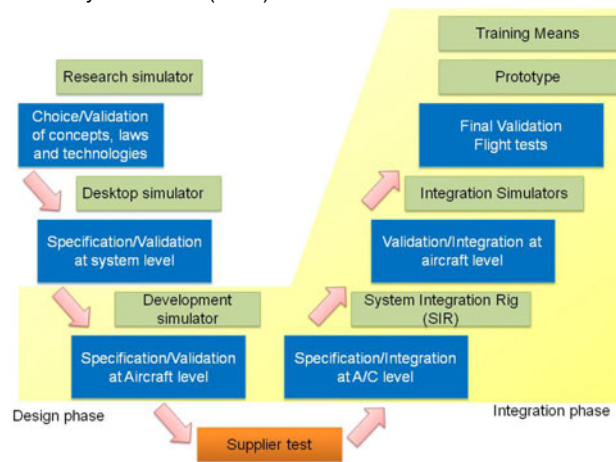 Training Means
Research simulator
Prototype
Choice/Validation
of concepts, laws
and technologies
Final Validation
Flight tests
Desktop simulator
Integration Simulators
Specification/Validation
at system level
Validation/Integration at
aircraft level
Development
simulator
System Integration Rig
(SIR)
Specification/Validation
at Aircraft level
Specification/Integration
at A/C level
Design phase
Integration phase
Supplier test